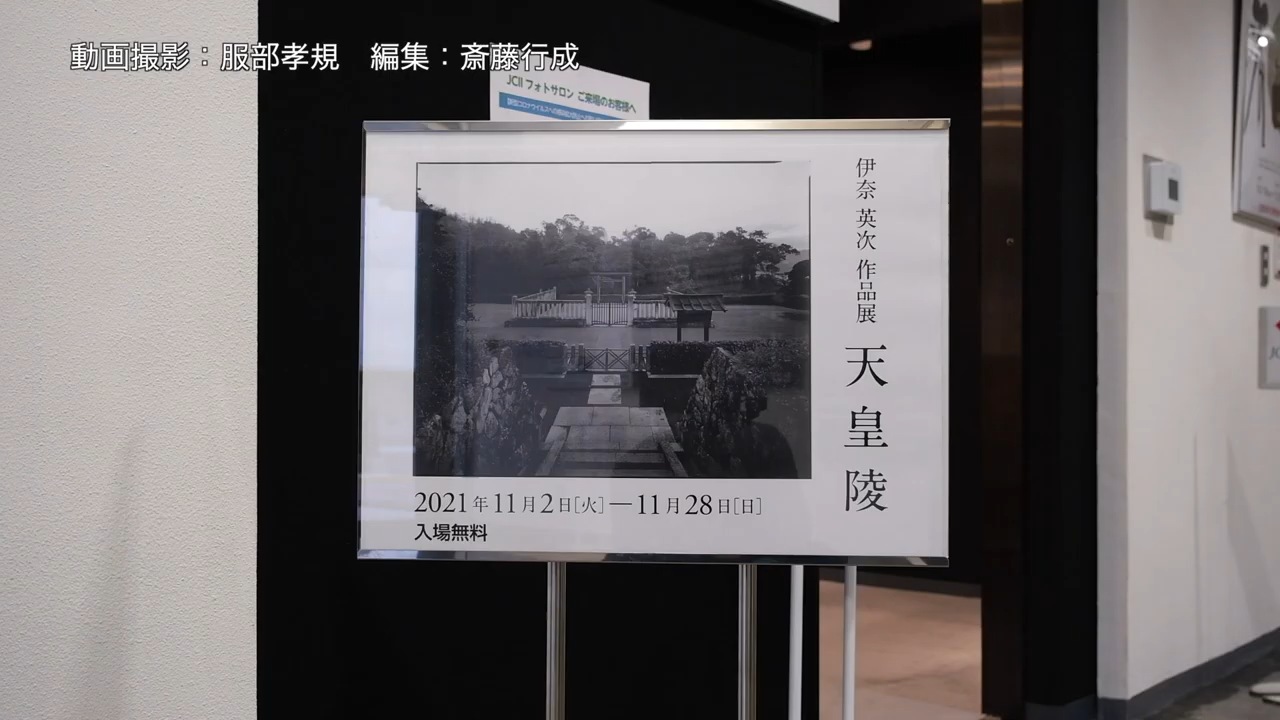 動画撮影：服部孝規　編集：斎藤行成
JCII フォトサロン ご来場のお客様へ
伊奈 英次 作品展
天皇陵
2021年11月2日[火]―11月28日[日]
入場無料